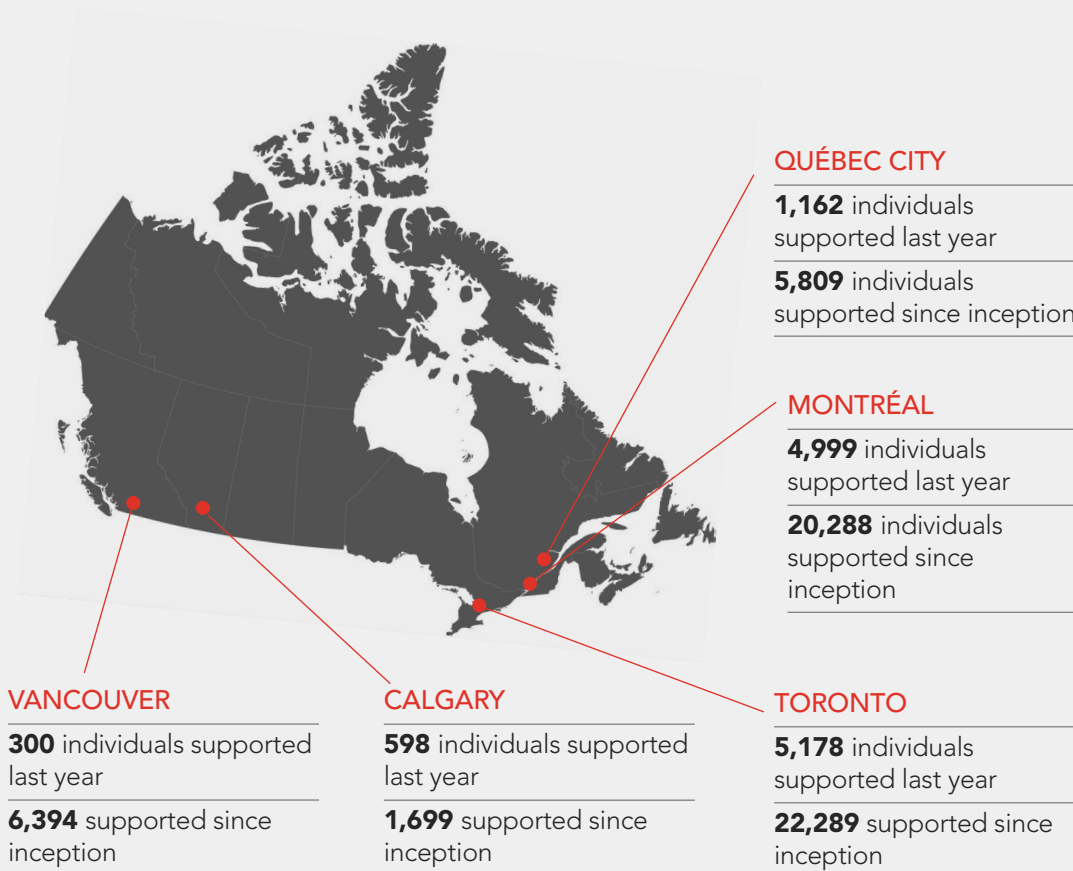 QUÉBEC CITY
1,162 individuals
supported last year
5,809 individuals
supported since inception
MONTRÉAL
4,999 individuals
supported last year
20,288 individuals
supported since
inception
VANCOUVER
300 individuals supported
last year
6,394 supported since
inception
CALGARY
598 individuals supported
last year
1,699 supported since
inception
TORONTO
5,178 individuals
supported last year
22,289 supported since
inception